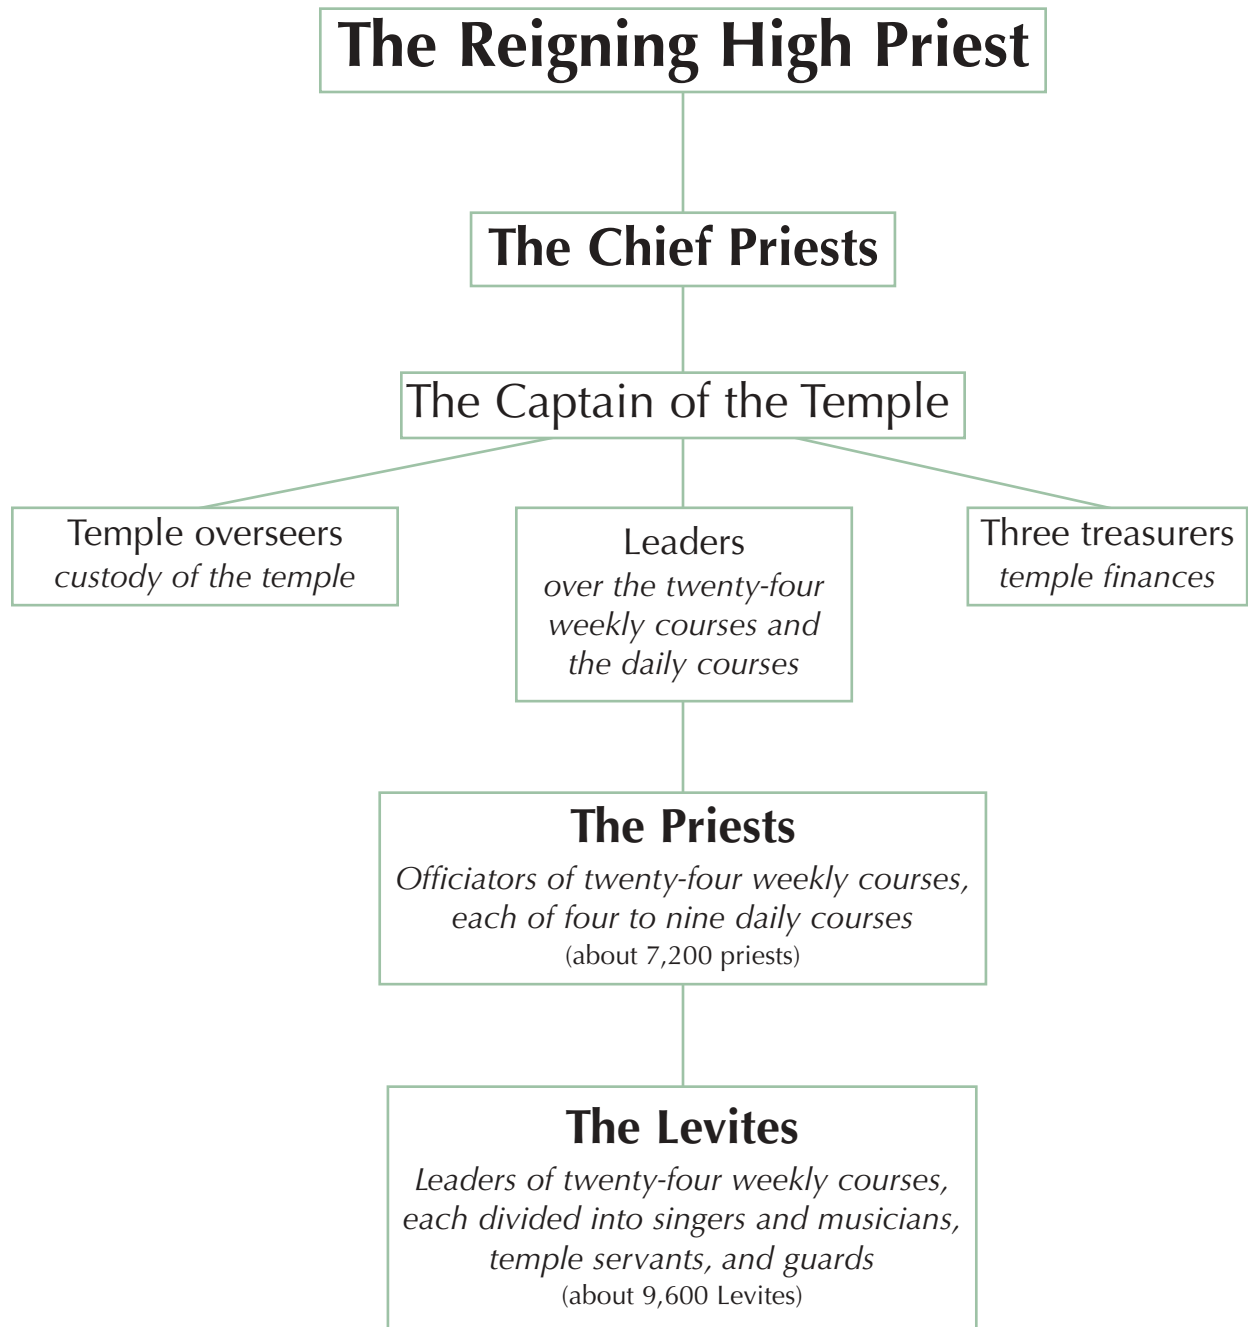 The Reigning High Priest
The Chief Priests
The Captain of the Temple
Temple overseers
custody of the temple
Leaders
over the twenty-four
weekly courses and
the daily courses
Three treasurers
temple finances
The Priests
Officiators of twenty-four weekly courses,
each of four to nine daily courses
(about 7,200 priests)
The Levites
Leaders of twenty-four weekly courses,
each divided into singers and musicians,
temple servants, and guards
(about 9,600 Levites)